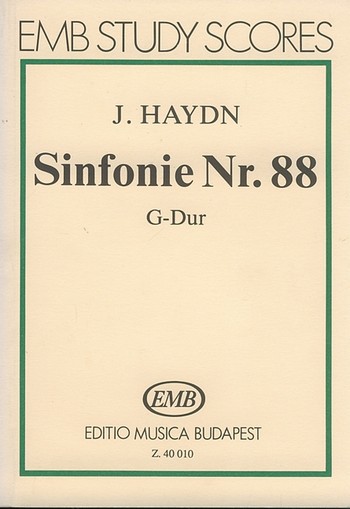 EMB STUDY SCORES
J. HAYDN
Sinfonie Nr. 88
G-Dur
EMB
EDITIO MUSICA BUDAPEST
Z. 40 010